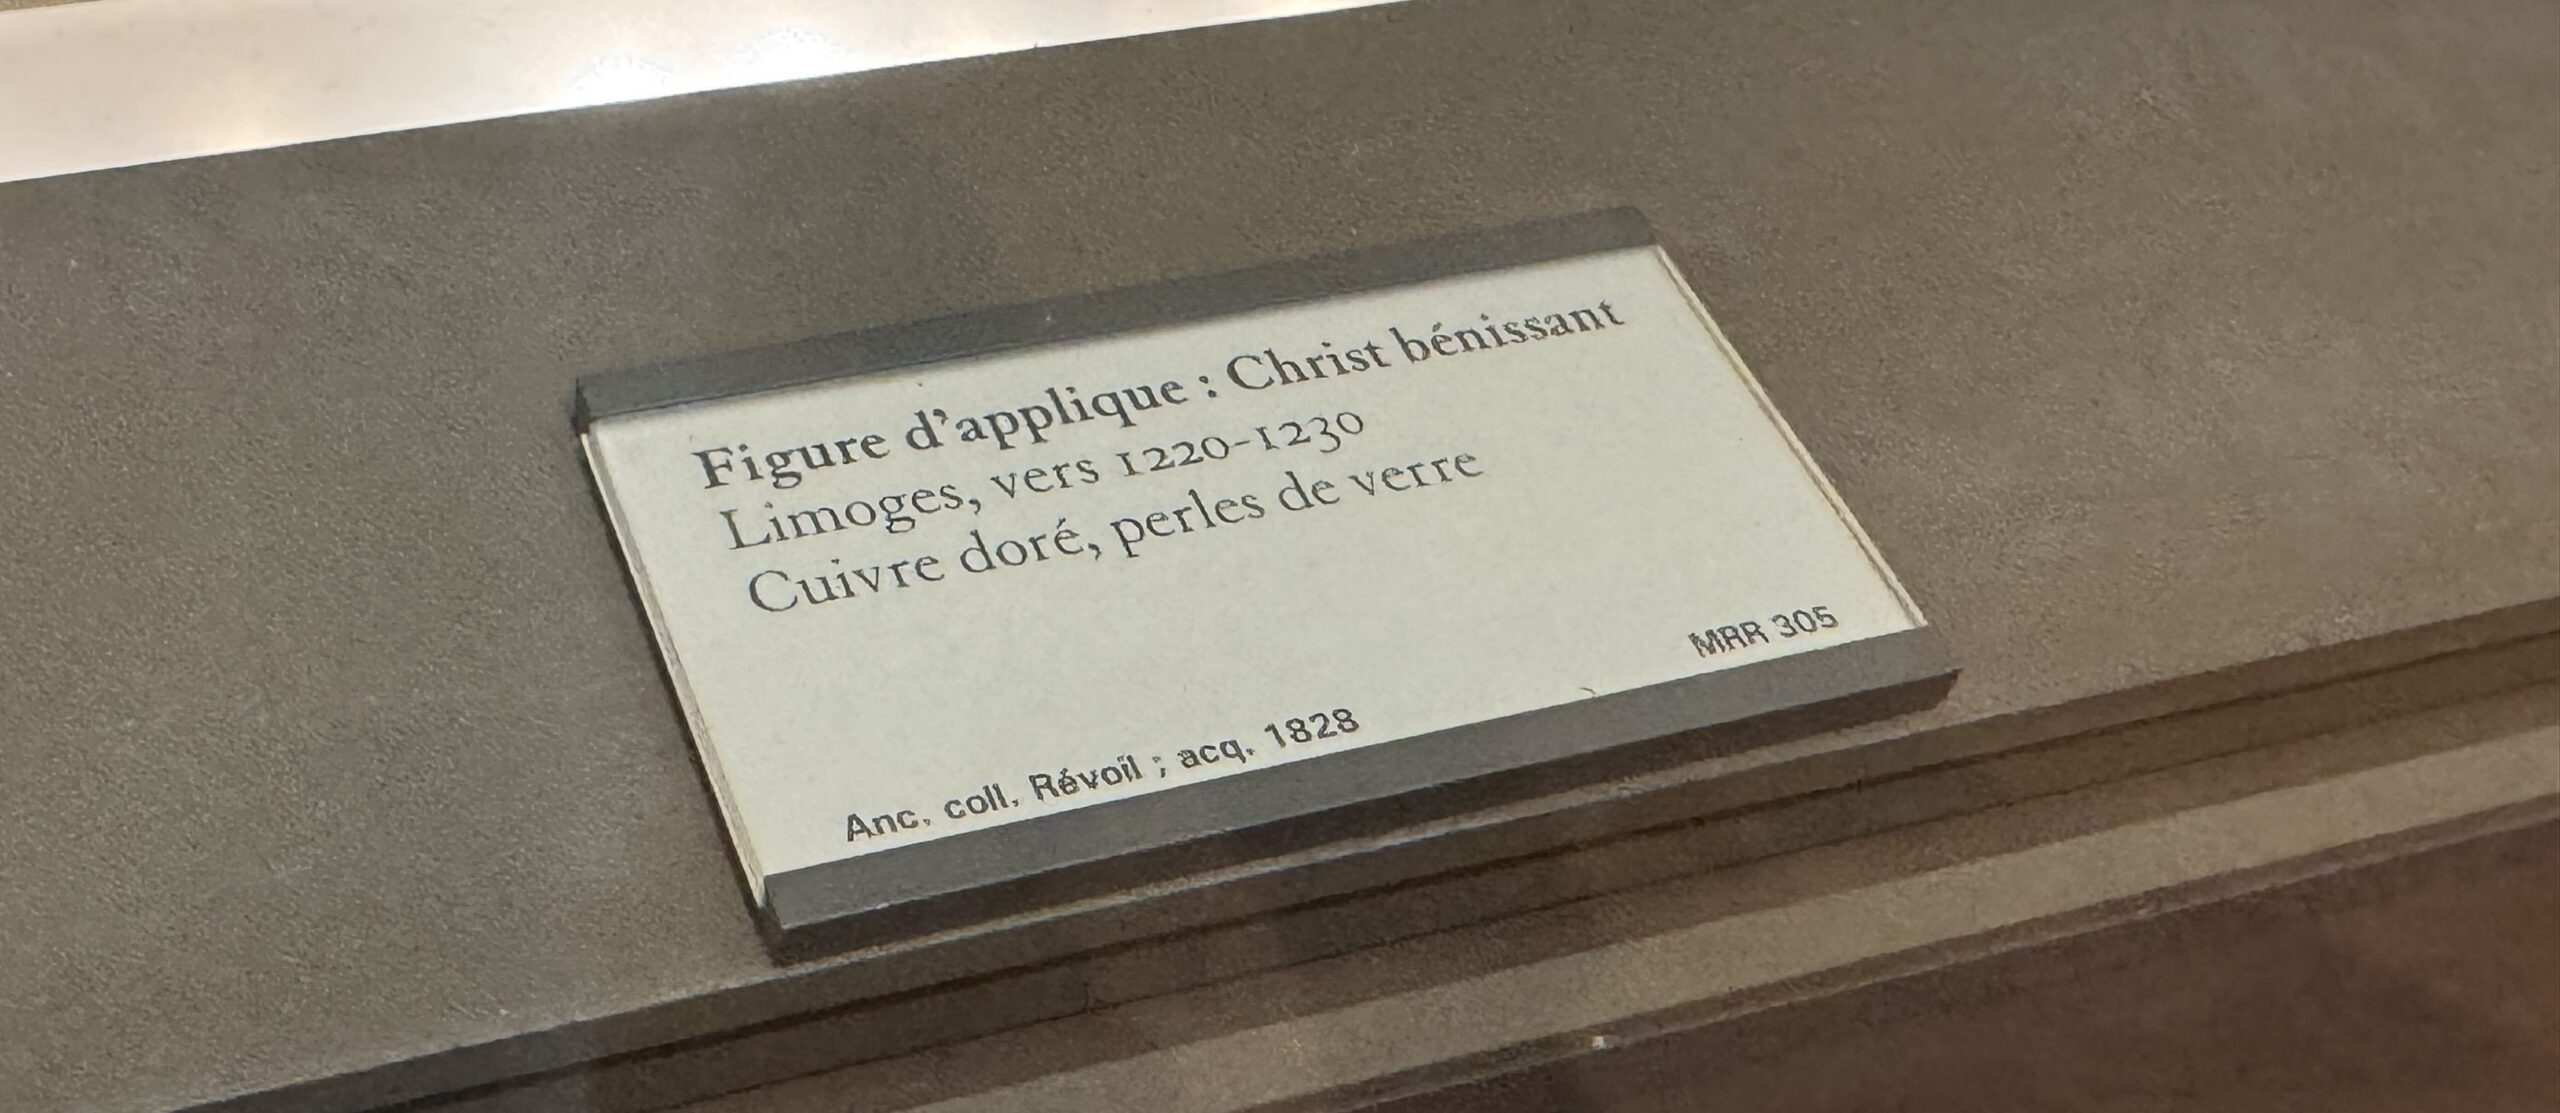 Figure d'applique : Christ bénissant
Limoges, vers 1220-1230
Cuivre doré, perles de verre
MRR 305
Anc. coll. Révoil ; acq. 1828